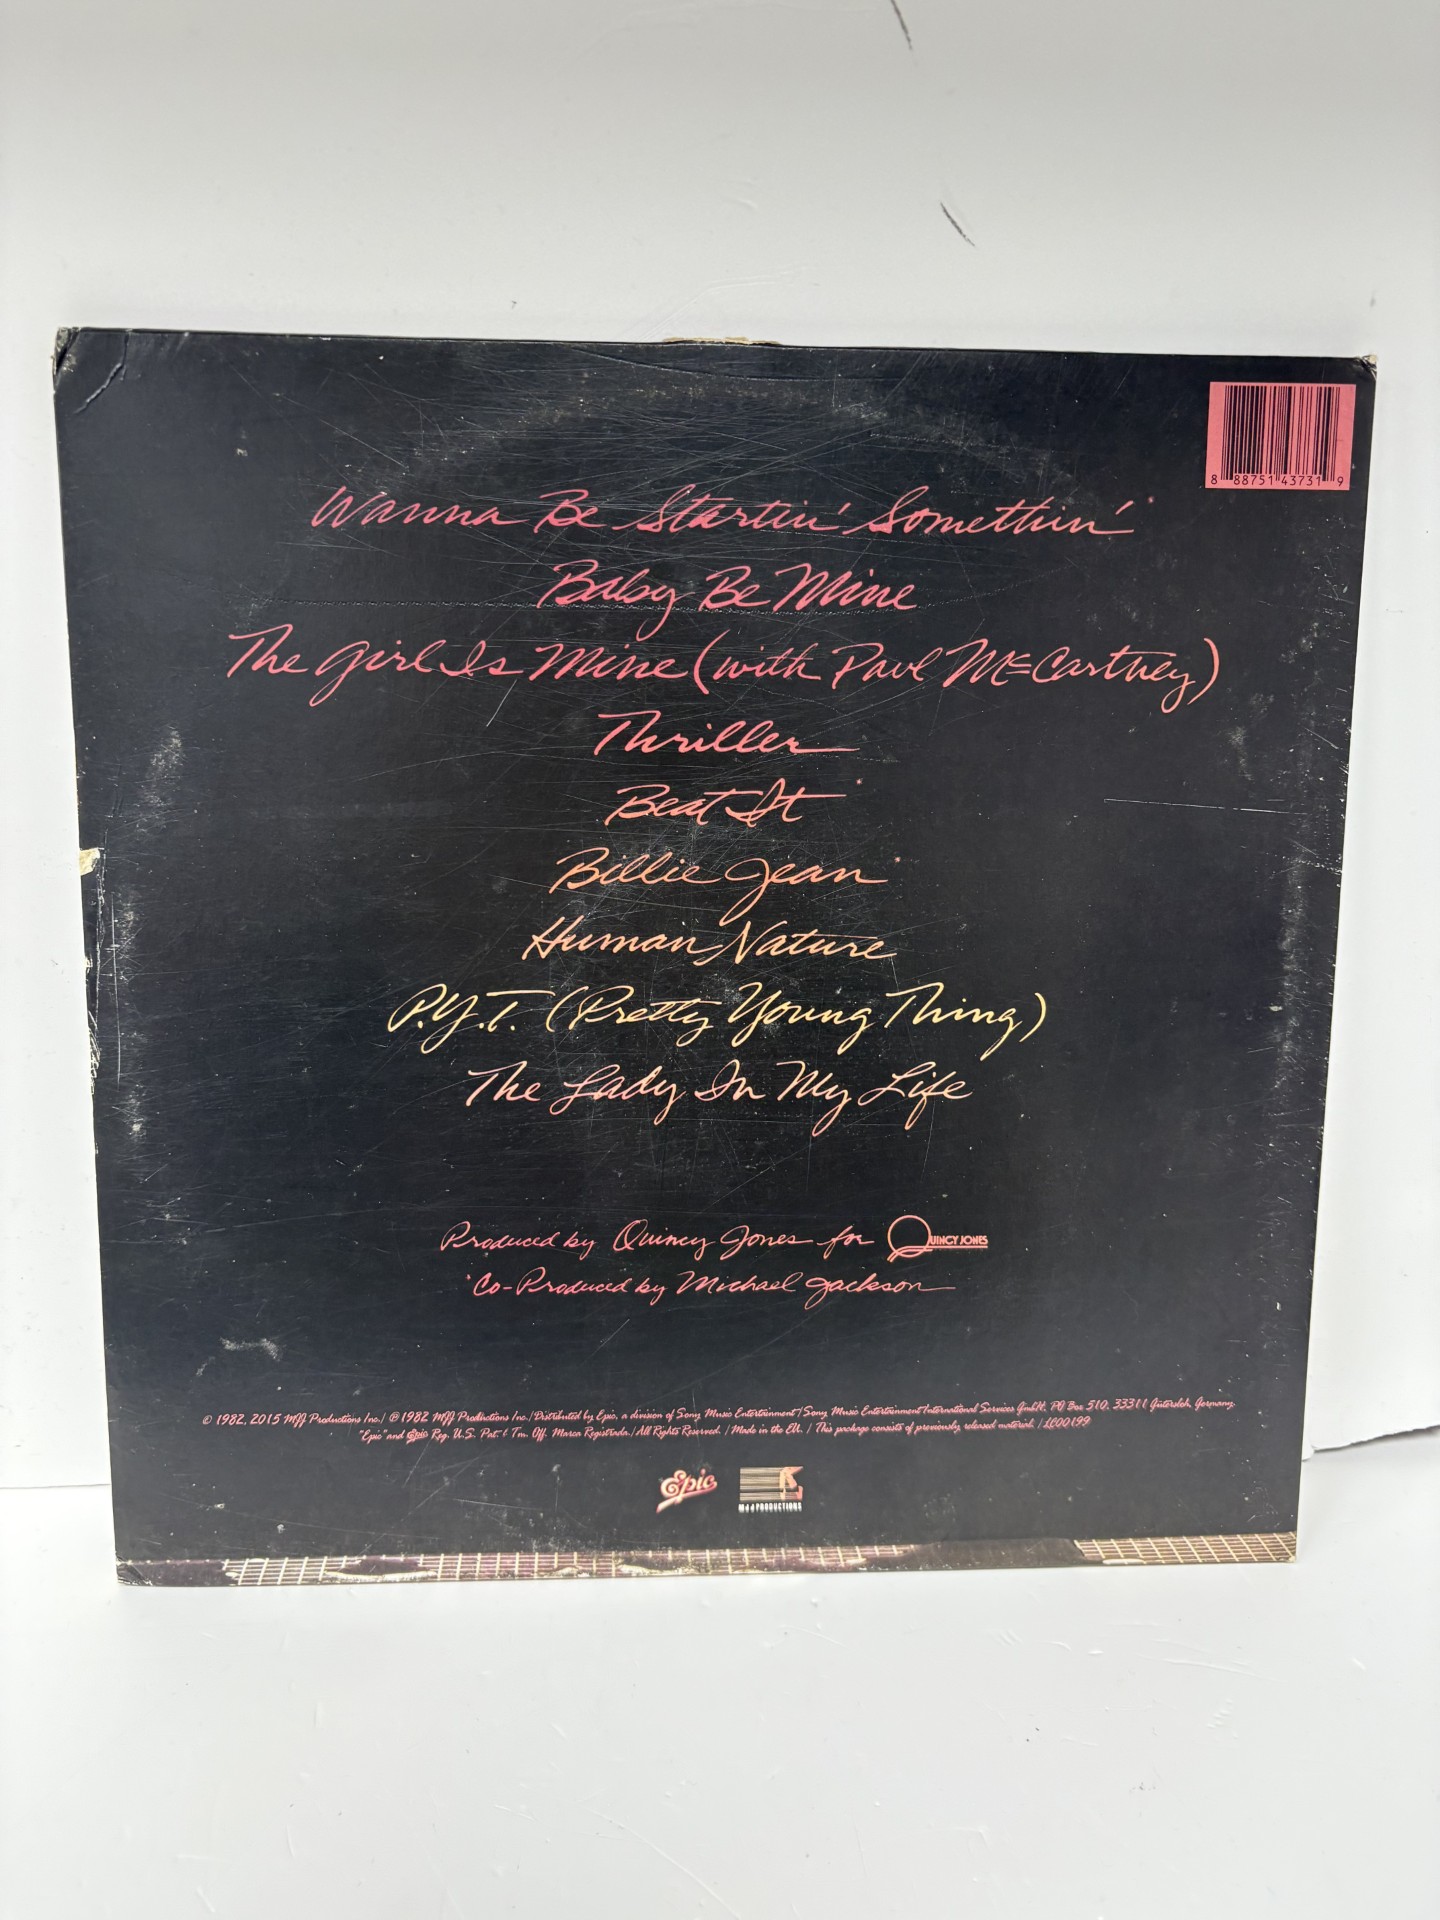 8 88751 43731 9
Wanna Be Startin' Somethin' *
Baby Be Mine
The Girl Is Mine (with Paul McCartney)
Thriller
Beat It *
Billie Jean *
Human Nature
P.Y.T. (Pretty Young Thing)
The Lady In My Life
Produced by Quincy Jones for QUINCY JONES
*Co-Produced by Michael Jackson
© 1982, 2015 MJJ Productions Inc. / ℗ 1982 MJJ Productions Inc. / Distributed by Epic, a division of Sony Music Entertainment / Sony Music Entertainment International Services GmbH, PO Box 510, 33311 Gütersloh, Germany.
"Epic" and Epic Reg. U.S. Pat. & Tm. Off. Marca Registrada. / All Rights Reserved. / Made in the EU. / This package consists of previously released material. / LC00199
Epic MJJ PRODUCTIONS